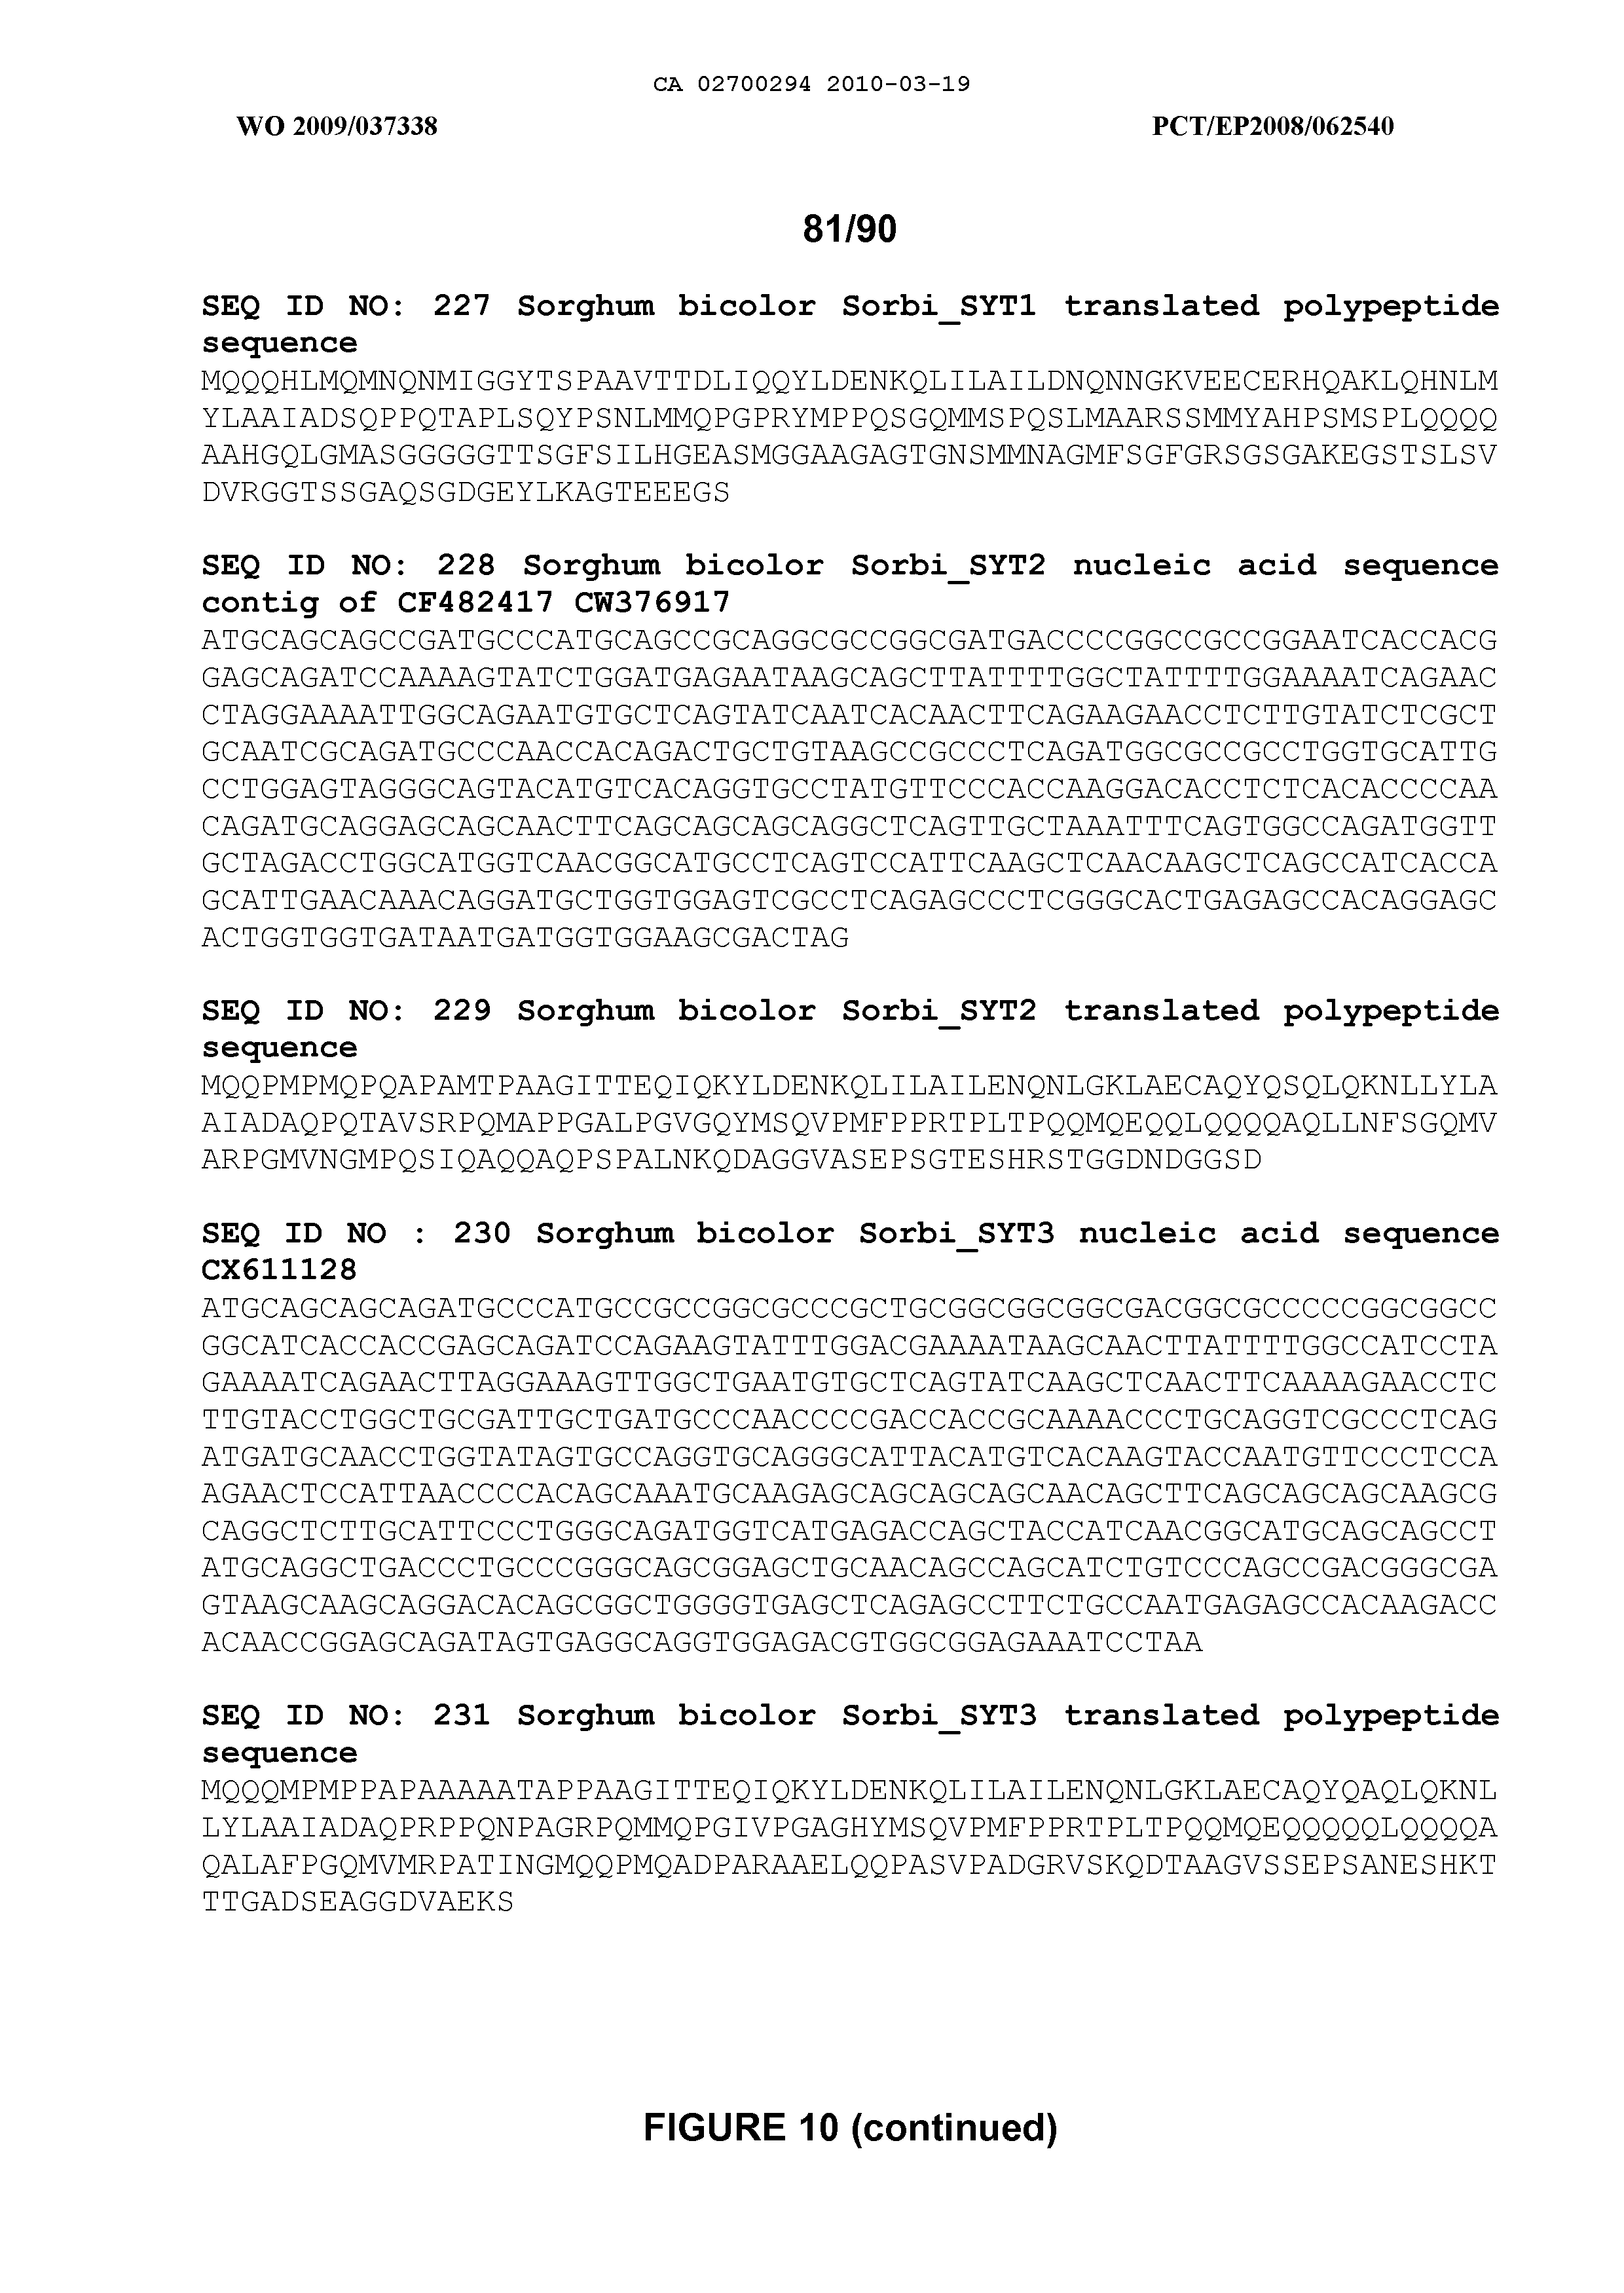 CA 02700294 2010-03-19
WO 2009/037338 PCT/EP2008/062540
81/90
SEQ ID NO: 227 Sorghum bicolor Sorbi_SYT1 translated polypeptide
sequence
MQQQHLMQMNQNMIGGYTSPAAVTTDLIQQYLDENKQLILAILDNQNNGKVEECERHQAKLQHNLM
YLAAIADSQPPQTAPLSQYPSNLMMQPGPRYMPPQSGQMMSPQSLMAARSSMMYAHPSMSPLQQQQ
AAHGQLGMASGGGGGTTSGFSILHGEASMGGAAGAGTGNSMMNAGMFSGFGRSGSGAKEGSTSLSV
DVRGGTSSGAQSGDGEYLKAGTEEEGS
SEQ ID NO: 228 Sorghum bicolor Sorbi_SYT2 nucleic acid sequence
contig of CF482417 CW376917
ATGCAGCAGCCGATGCCCATGCAGCCGCAGGCGCCGGCGATGACCCCGGCCGCCGGAATCACCACG
GAGCAGATCCAAAAGTATCTGGATGAGAATAAGCAGCTTATTTTGGCTATTTTGGAAAATCAGAAC
CTAGGAAAATTGGCAGAATGTGCTCAGTATCAATCACAACTTCAGAAGAACCTCTTGTATCTCGCT
GCAATCGCAGATGCCCAACCACAGACTGCTGTAAGCCGCCCTCAGATGGCGCCGCCTGGTGCATTG
CCTGGAGTAGGGCAGTACATGTCACAGGTGCCTATGTTCCCACCAAGGACACCTCTCACACCCCAA
CAGATGCAGGAGCAGCAACTTCAGCAGCAGCAGGCTCAGTTGCTAAATTTCAGTGGCCAGATGGTT
GCTAGACCTGGCATGGTCAACGGCATGCCTCAGTCCATTCAAGCTCAACAAGCTCAGCCATCACCA
GCATTGAACAAACAGGATGCTGGTGGAGTCGCCTCAGAGCCCTCGGGCACTGAGAGCCACAGGAGC
ACTGGTGGTGATAATGATGGTGGAAGCGACTAG
SEQ ID NO: 229 Sorghum bicolor Sorbi_SYT2 translated polypeptide
sequence
MQQPMPMQPQAPAMTPAAGITTEQIQKYLDENKQLILAILENQNLGKLAECAQYQSQLQKNLLYLA
AIADAQPQTAVSRPQMAPPGALPGVGQYMSQVPMFPPRTPLTPQQMQEQQLQQQQAQLLNFSGQMV
ARPGMVNGMPQSIQAQQAQPSPALNKQDAGGVASEPSGTESHRSTGGDNDGGSD
SEQ ID NO : 230 Sorghum bicolor Sorbi_SYT3 nucleic acid sequence
CX611128
ATGCAGCAGCAGATGCCCATGCCGCCGGCGCCCGCTGCGGCGGCGGCGACGGCGCCCCCGGCGGCC
GGCATCACCACCGAGCAGATCCAGAAGTATTTGGACGAAAATAAGCAACTTATTTTGGCCATCCTA
GAAAATCAGAACTTAGGAAAGTTGGCTGAATGTGCTCAGTATCAAGCTCAACTTCAAAAGAACCTC
TTGTACCTGGCTGCGATTGCTGATGCCCAACCCCGACCACCGCAAAACCCTGCAGGTCGCCCTCAG
ATGATGCAACCTGGTATAGTGCCAGGTGCAGGGCATTACATGTCACAAGTACCAATGTTCCCTCCA
AGAACTCCATTAACCCCACAGCAAATGCAAGAGCAGCAGCAGCAACAGCTTCAGCAGCAGCAAGCG
CAGGCTCTTGCATTCCCTGGGCAGATGGTCATGAGACCAGCTACCATCAACGGCATGCAGCAGCCT
ATGCAGGCTGACCCTGCCCGGGCAGCGGAGCTGCAACAGCCAGCATCTGTCCCAGCCGACGGGCGA
GTAAGCAAGCAGGACACAGCGGCTGGGGTGAGCTCAGAGCCTTCTGCCAATGAGAGCCACAAGACC
ACAACCGGAGCAGATAGTGAGGCAGGTGGAGACGTGGCGGAGAAATCCTAA
SEQ ID NO: 231 Sorghum bicolor Sorbi_SYT3 translated polypeptide
sequence
MQQQMPMPPAPAAAAATAPPAAGITTEQIQKYLDENKQLILAILENQNLGKLAECAQYQAQLQKNL
LYLAAIADAQPRPPQNPAGRPQMMQPGIVPGAGHYMSQVPMFPPRTPLTPQQMQEQQQQQLQQQQA
QALAFPGQMVMRPATINGMQQPMQADPARAAELQQPASVPADGRVSKQDTAAGVSSEPSANESHKT
TTGADSEAGGDVAEKS
FIGURE 10 (continued)